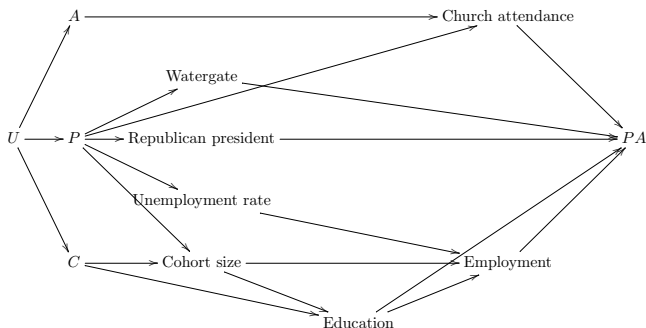 A Church attendance
Watergate
U P Republican president PA
Unemployment rate
C Cohort size Employment
Education